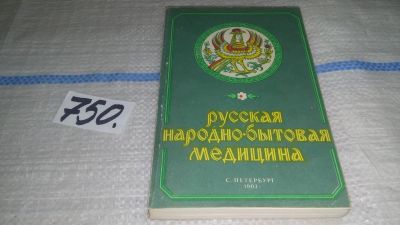 750.
русская
народно-бытовая
медицина
С. ПЕТЕРБУРГ
1903